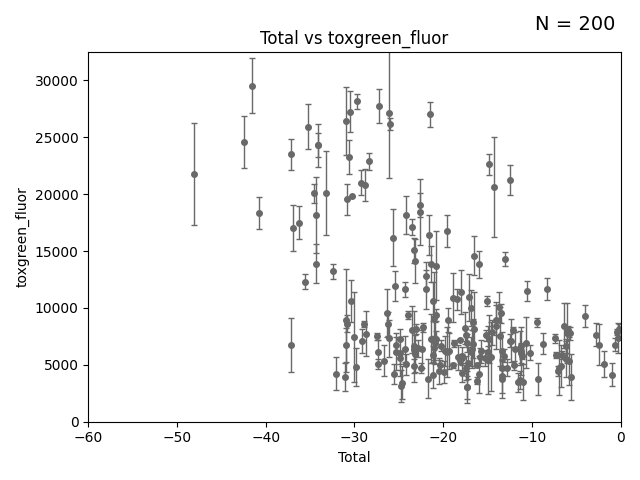 N = 200
Total vs toxgreen_fluor
toxgreen_fluor
30000
25000
20000
15000
10000
5000
0
−60 −50 −40 −30 −20 −10 0
Total